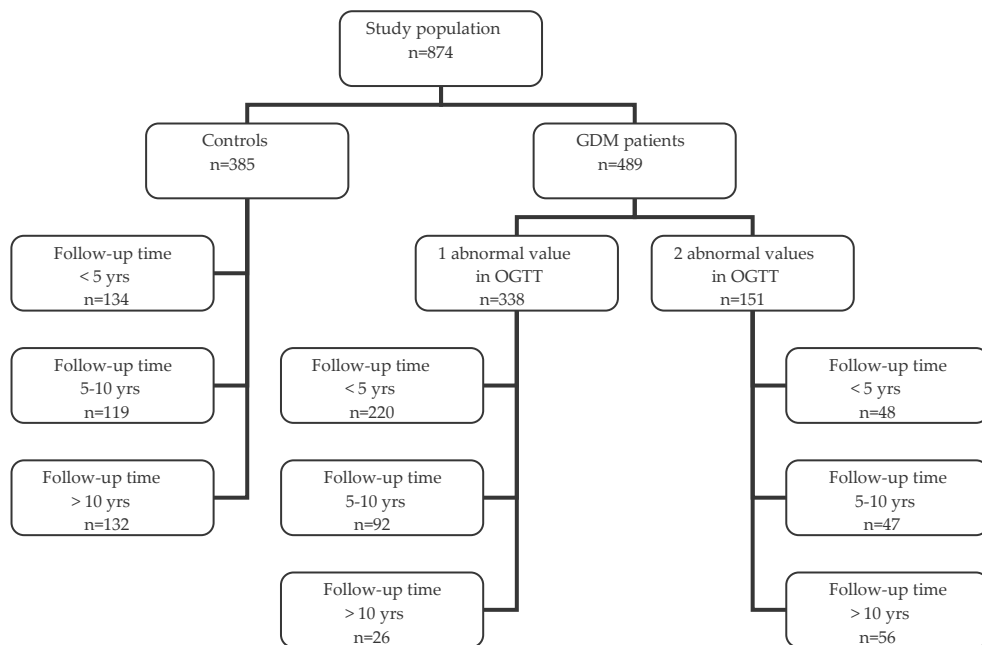 Study population
n=874
Controls
n=385
GDM patients
n=489
Follow-up time
< 5 yrs
n=134
1 abnormal value
in OGTT
n=338
2 abnormal values
in OGTT
n=151
Follow-up time
5-10 yrs
n=119
Follow-up time
< 5 yrs
n=220
Follow-up time
< 5 yrs
n=48
Follow-up time
> 10 yrs
n=132
Follow-up time
5-10 yrs
n=92
Follow-up time
5-10 yrs
n=47
Follow-up time
> 10 yrs
n=26
Follow-up time
> 10 yrs
n=56